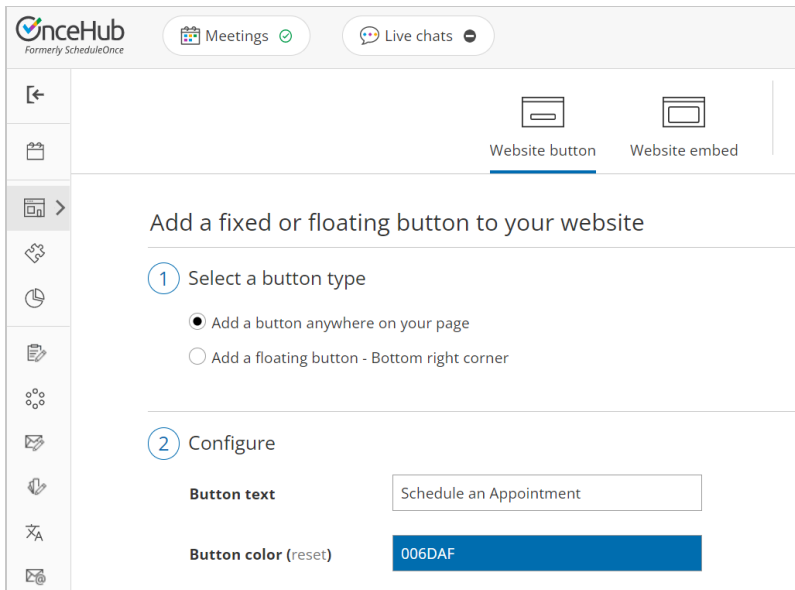 OnceHub
Formerly ScheduleOnce
Meetings
Live chats
Website button
Website embed
Add a fixed or floating button to your website
1 Select a button type
Add a button anywhere on your page
Add a floating button - Bottom right corner
2 Configure
Button text
Schedule an Appointment
Button color (reset)
006DAF